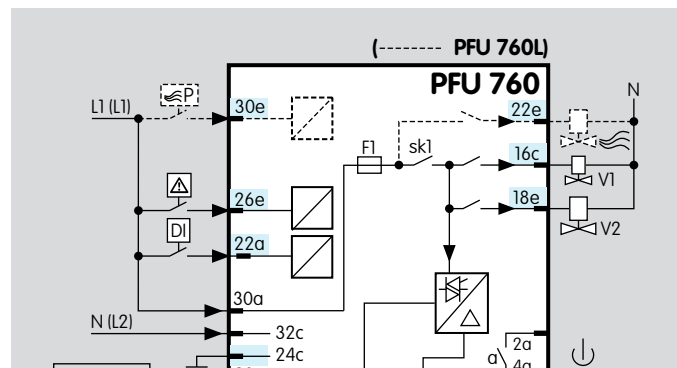 (-------- PFU 760L)
PFU 760
N
L1 (L1)
P
30e
22e
F1
sk1
16c
V1
26e
18e
V2
DI
22a
30a
N (L2)
32c
24c
2a
a
4a